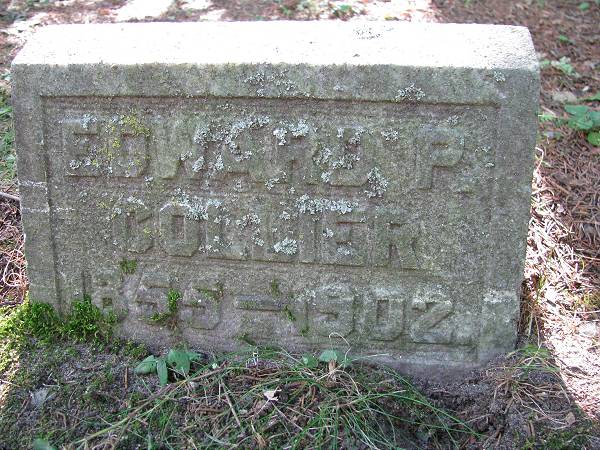 EDWARD P.
COLLIER
1855 — 1902